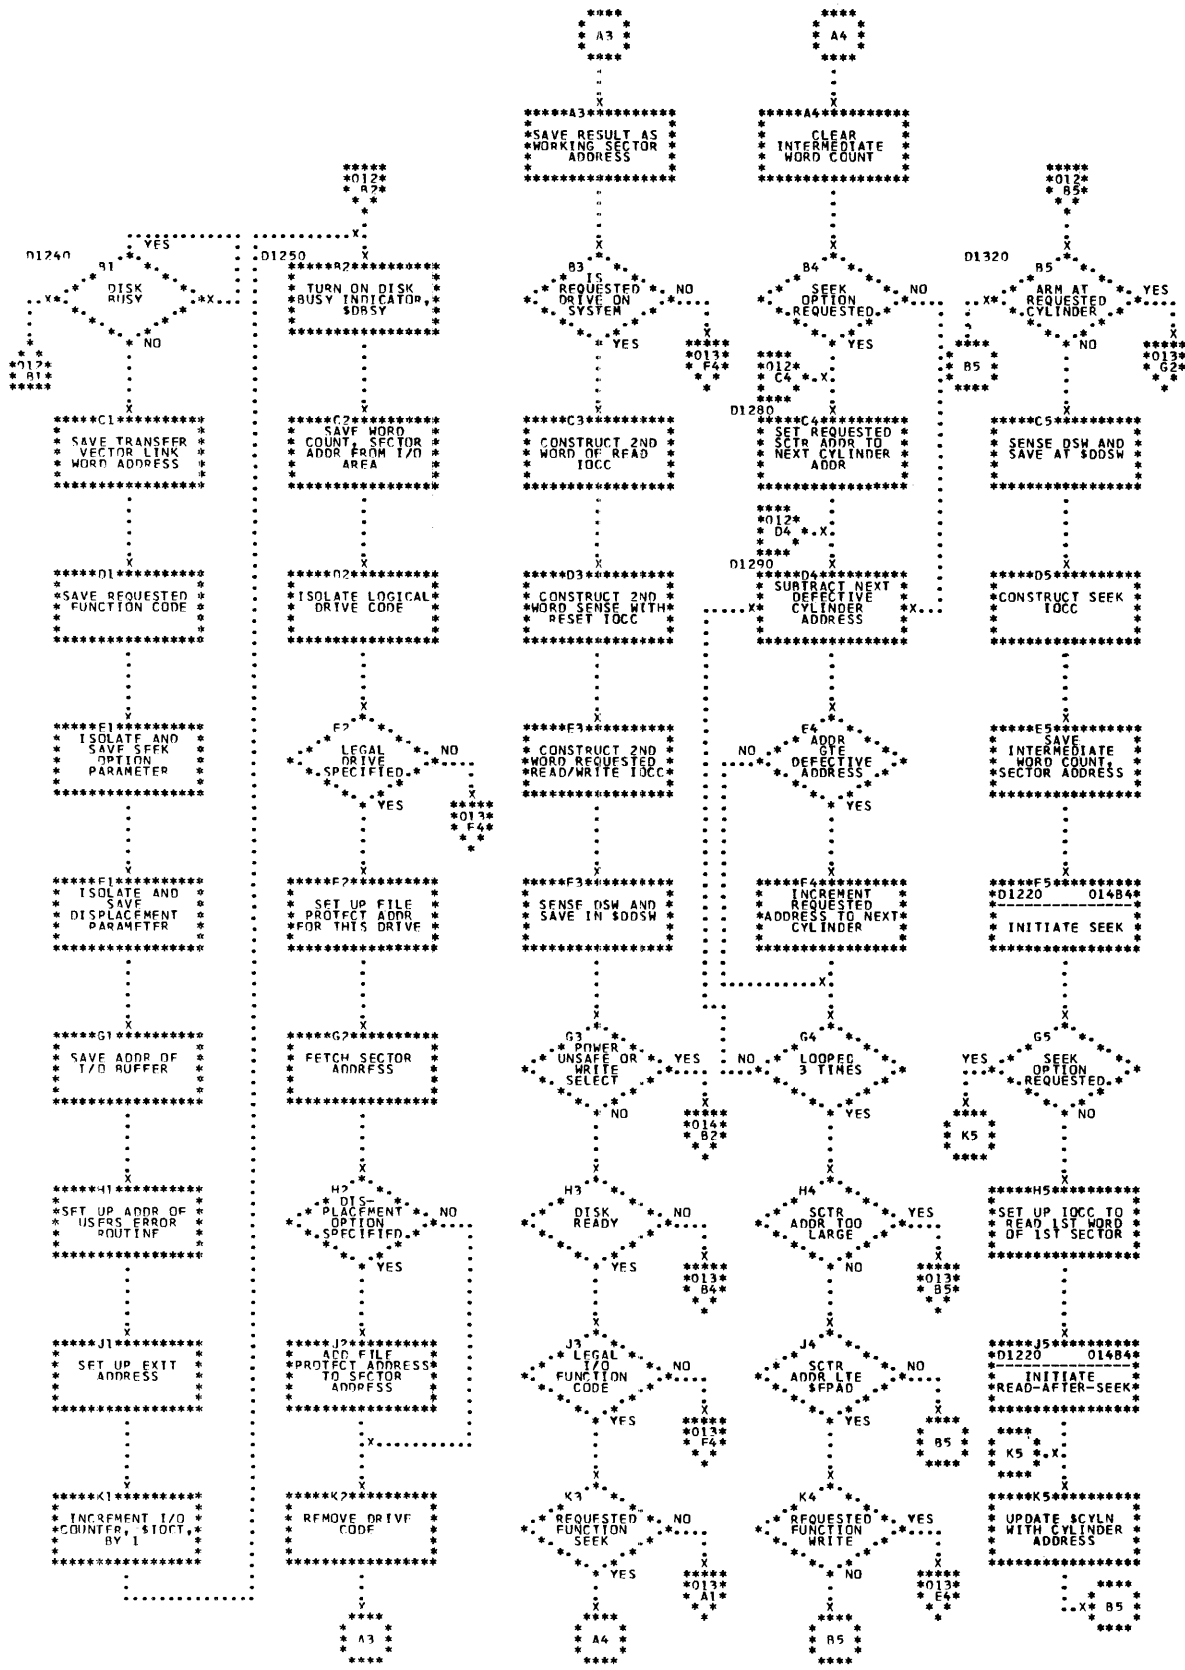 A3
A4
A3
SAVE RESULT AS
WORKING SECTOR
ADDRESS
A4
CLEAR
INTERMEDIATE
WORD COUNT
012
B2
012
B5
D1240
B1
DISK
BUSY
YES
NO
012
B1
D1250
B2
TURN ON DISK
BUSY INDICATOR,
$DBSY
B3
IS
REQUESTED
DRIVE ON
SYSTEM
NO
YES
013
F4
B4
SEEK
OPTION
REQUESTED
NO
YES
D1320
B5
ARM AT
REQUESTED
CYLINDER
YES
NO
B5
013
G2
012
C4
C1
SAVE TRANSFER
VECTOR LINK
WORD ADDRESS
C2
SAVE WORD
COUNT, SECTOR
ADDR FROM I/O
AREA
C3
CONSTRUCT 2ND
WORD OF READ
IOCC
D1280
C4
SET REQUESTED
SCTR ADDR TO
NEXT CYLINDER
ADDR
C5
SENSE DSW AND
SAVE AT $DDSW
012
D4
D1
SAVE REQUESTED
FUNCTION CODE
D2
ISOLATE LOGICAL
DRIVE CODE
D3
CONSTRUCT 2ND
WORD SENSE WITH
RESET IOCC
D1290
D4
SUBTRACT NEXT
DEFECTIVE
CYLINDER
ADDRESS
D5
CONSTRUCT SEEK
IOCC
E1
ISOLATE AND
SAVE SEEK
OPTION
PARAMETER
E2
LEGAL
DRIVE
SPECIFIED
NO
YES
013
F4
E3
CONSTRUCT 2ND
WORD REQUESTED
READ/WRITE IOCC
E4
ADDR
GTE
DEFECTIVE
ADDRESS
NO
YES
E5
SAVE
INTERMEDIATE
WORD COUNT,
SECTOR ADDRESS
F1
ISOLATE AND
SAVE
DISPLACEMENT
PARAMETER
F2
SET UP FILE
PROTECT ADDR
FOR THIS DRIVE
F3
SENSE DSW AND
SAVE IN $DDSW
F4
INCREMENT
REQUESTED
ADDRESS TO NEXT
CYLINDER
F5
D1220 014B4
INITIATE SEEK
G1
SAVE ADDR OF
I/O BUFFER
G2
FETCH SECTOR
ADDRESS
G3
POWER
UNSAFE OR
WRITE
SELECT
YES
NO
014
B2
G4
LOOPED
3 TIMES
NO
YES
G5
SEEK
OPTION
REQUESTED
YES
NO
K5
H1
SET UP ADDR OF
USERS ERROR
ROUTINE
H2
DIS-
PLACEMENT
OPTION
SPECIFIED
NO
YES
H3
DISK
READY
NO
YES
013
B4
H4
SCTR
ADDR TOO
LARGE
YES
NO
013
B5
H5
SET UP IOCC TO
READ 1ST WORD
OF 1ST SECTOR
J1
SET UP EXIT
ADDRESS
J2
ADD FILE
PROTECT ADDRESS
TO SECTOR
ADDRESS
J3
LEGAL
I/O
FUNCTION
CODE
NO
YES
013
F4
J4
SCTR
ADDR LTE
$FPAD
NO
YES
B5
J5
D1220 014B4
INITIATE
READ-AFTER-SEEK
K5
K1
INCREMENT I/O
COUNTER, $IOCT,
BY 1
K2
REMOVE DRIVE
CODE
K3
REQUESTED
FUNCTION
SEEK
NO
YES
013
A1
K4
REQUESTED
FUNCTION
WRITE
YES
NO
013
E4
K5
UPDATE $CYLN
WITH CYLINDER
ADDRESS
B5
A3
A4
B5